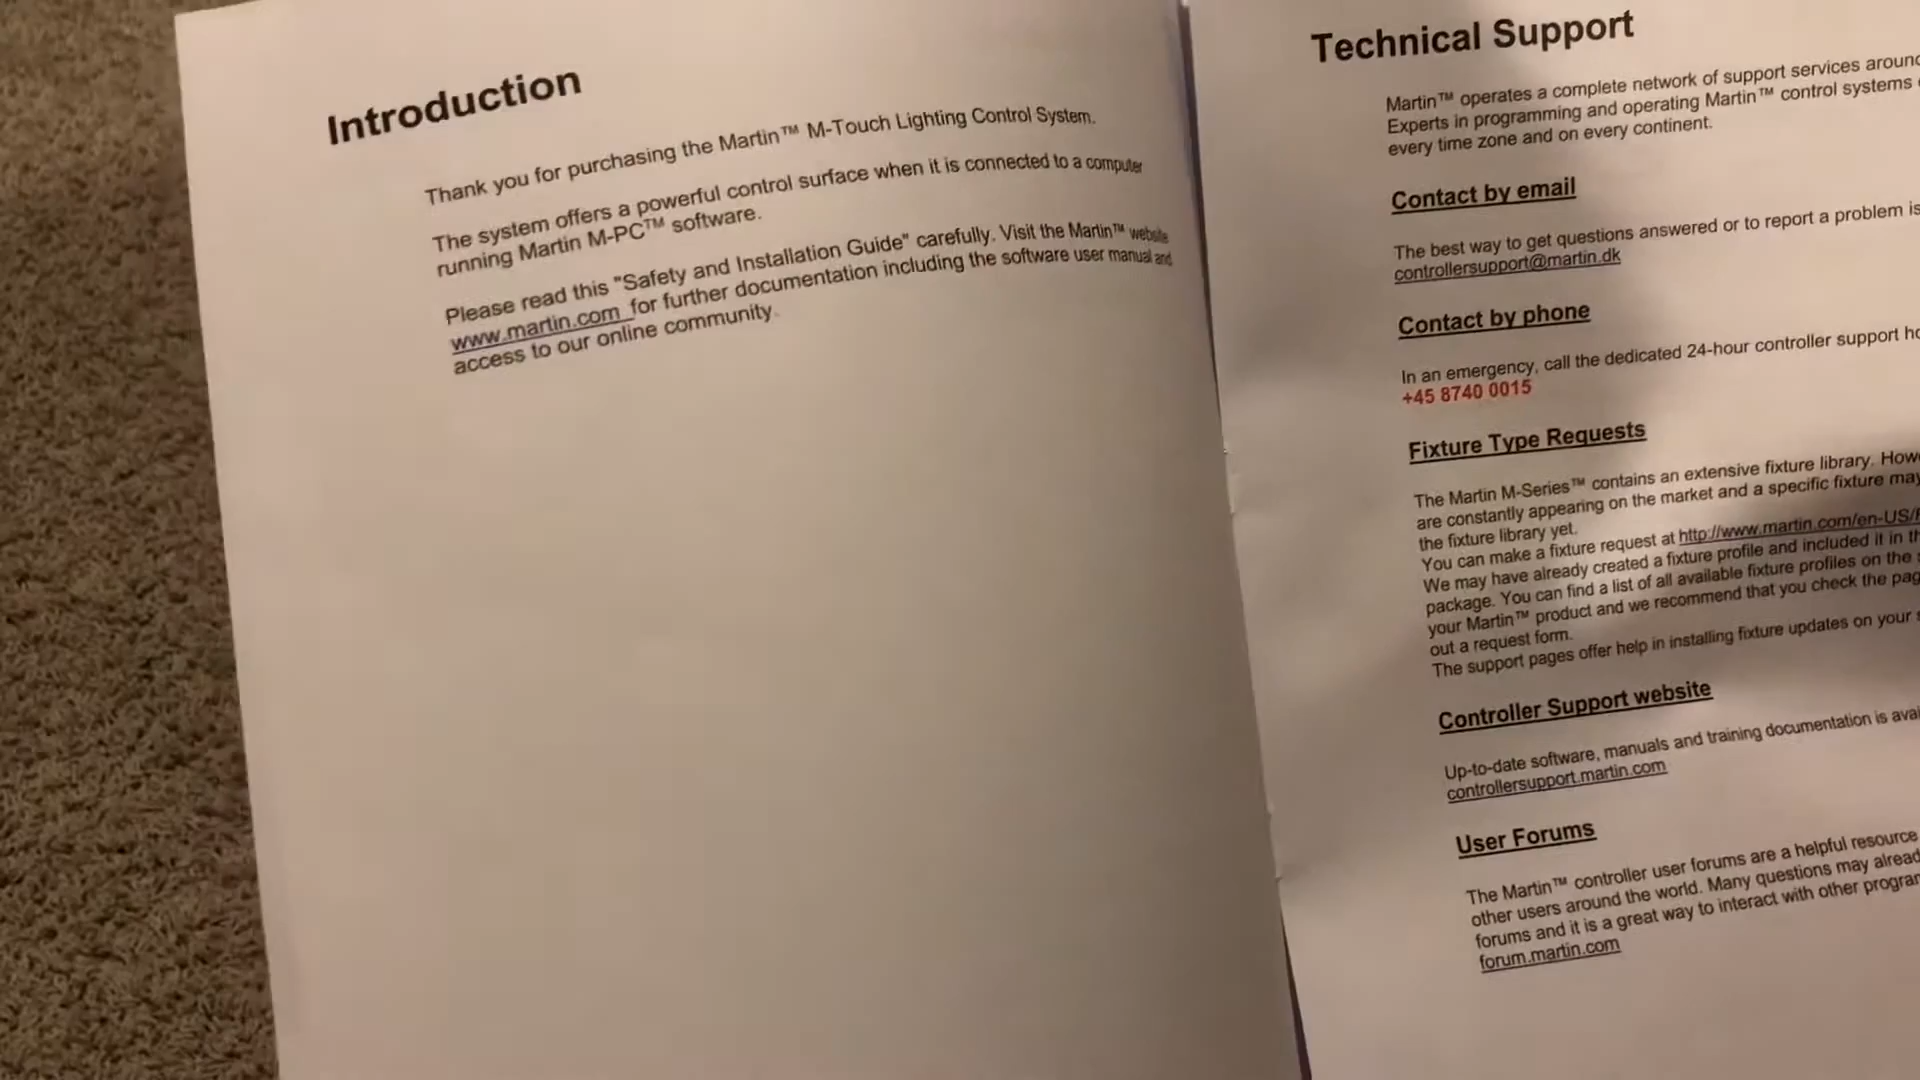 Introduction
Thank you for purchasing the Martin™ M-Touch Lighting Control System.
The system offers a powerful control surface when it is connected to a computer
running Martin M-PC™ software.
Please read this "Safety and Installation Guide" carefully. Visit the Martin™ website
www.martin.com for further documentation including the software user manual and
access to our online community.
Technical Support
Martin™ operates a complete network of support services around
Experts in programming and operating Martin™ control systems
every time zone and on every continent.
Contact by email
The best way to get questions answered or to report a problem is
controllersupport@martin.dk
Contact by phone
In an emergency, call the dedicated 24-hour controller support
+45 8740 0015
Fixture Type Requests
The Martin M-Series™ contains an extensive fixture library.
are constantly appearing on the market and a specific fixture may
the fixture library yet.
You can make a fixture request at http://www.martin.com/en-US/
We may have already created a fixture profile and included it in
package. You can find a list of all available fixture profiles on the
your Martin™ product and we recommend that you check the
out a request form.
The support pages offer help in installing fixture updates on your
Controller Support website
Up-to-date software, manuals and training documentation is
controllersupport.martin.com
User Forums
The Martin™ controller user forums are a helpful resource
other users around the world. Many questions may
forums and it is a great way to interact with other
forum.martin.com